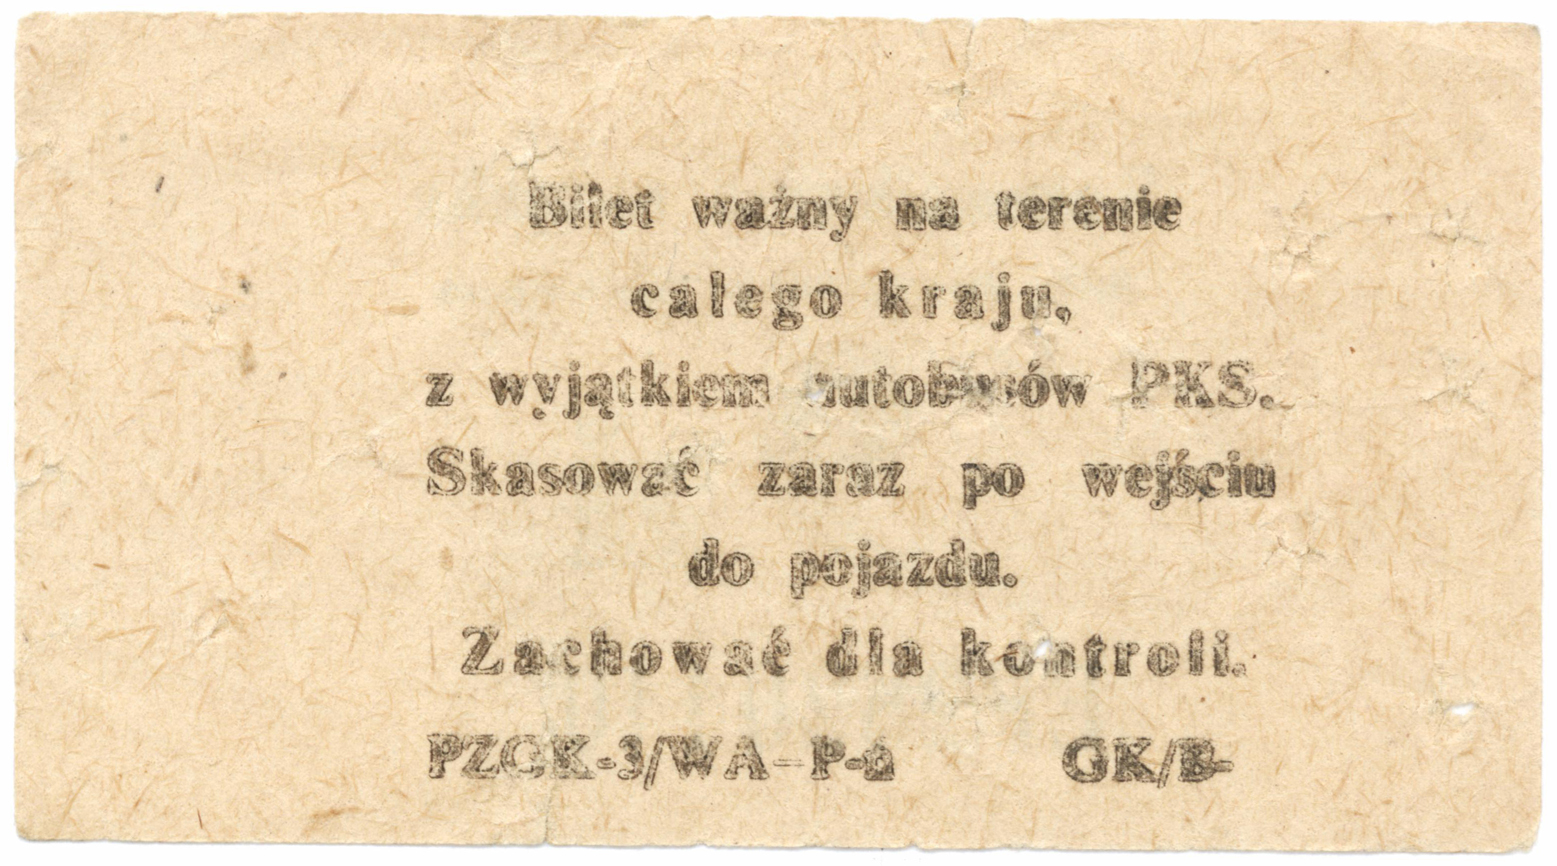 Bilet ważny na terenie
całego kraju,
z wyjątkiem autobusów PKS.
Skasować zaraz po wejściu
do pojazdu.
Zachować dla kontroli.
PZGK-3/WA–P-6 GK/B-